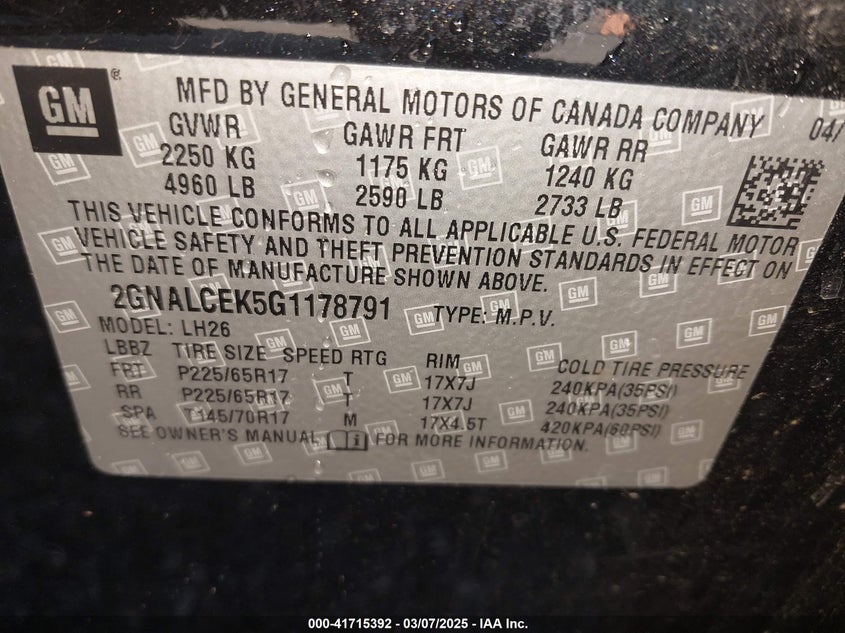 GM ®
MFD BY GENERAL MOTORS OF CANADA COMPANY 04/
GVWR GAWR FRT GAWR RR
2250 KG 1175 KG 1240 KG
4960 LB 2590 LB 2733 LB
THIS VEHICLE CONFORMS TO ALL APPLICABLE U.S. FEDERAL MOTOR
VEHICLE SAFETY AND THEFT PREVENTION STANDARDS IN EFFECT ON
THE DATE OF MANUFACTURE SHOWN ABOVE.
2GNALCEK5G1178791 TYPE: M.P.V.
MODEL: LH26
LBBZ TIRE SIZE SPEED RTG RIM COLD TIRE PRESSURE
FRT P225/65R17 T 17X7J 240KPA(35PSI)
RR P225/65R17 T 17X7J 240KPA(35PSI)
SPA T145/70R17 M 17X4.5T 420KPA(60PSI)
SEE OWNER'S MANUAL FOR MORE INFORMATION.
000-41715392 - 03/07/2025 - IAA Inc.